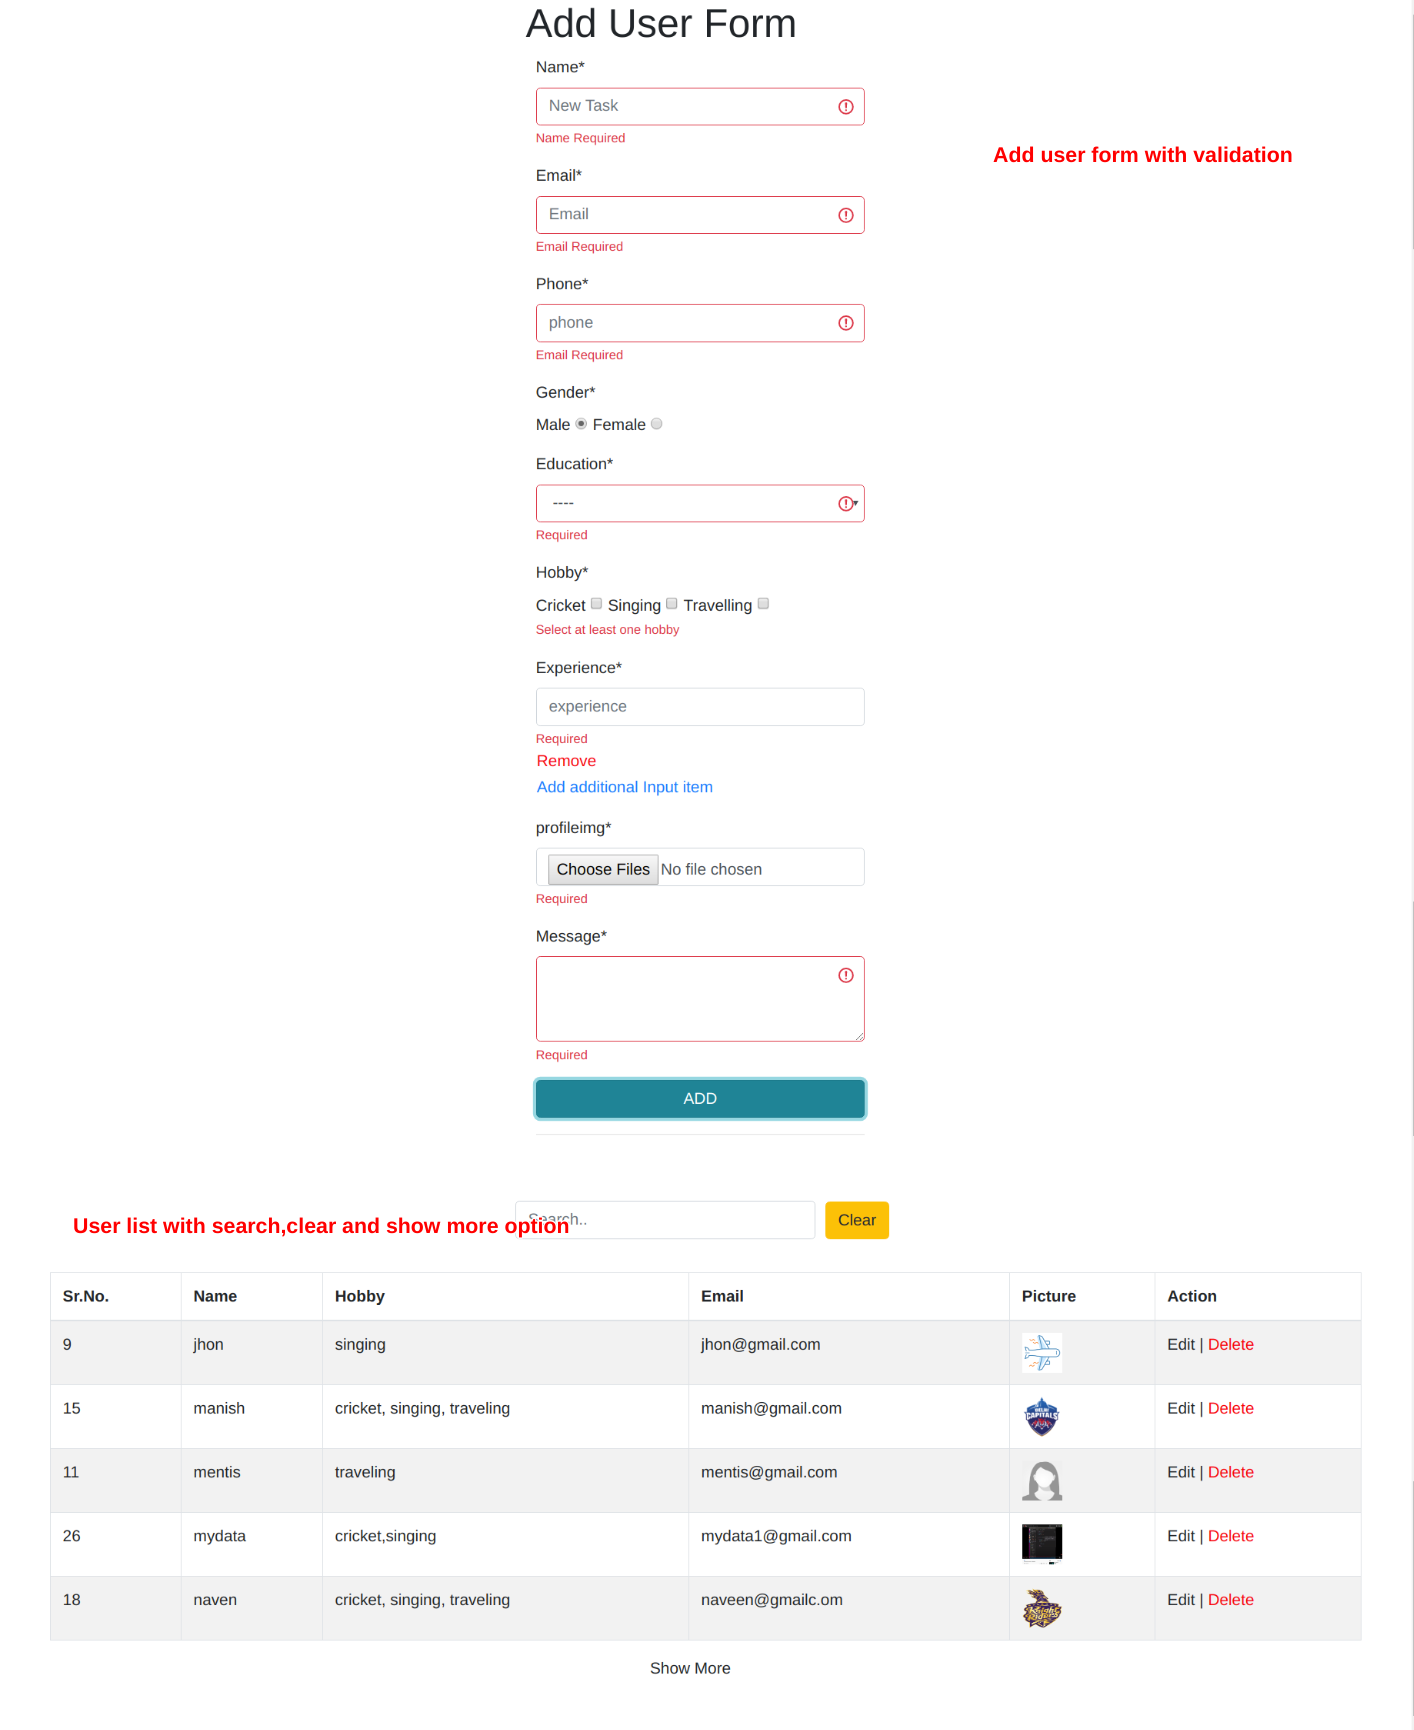 Add User Form
Name*
New Task
Name Required
Add user form with validation
Email*
Email
Email Required
Phone*
phone
Email Required
Gender*
Male Female
Education*
----
Required
Hobby*
Cricket Singing Travelling
Select at least one hobby
Experience*
experience
Required
Remove
Add additional Input item
profileimg*
Choose Files No file chosen
Required
Message*
Required
ADD
User list with search,clear and show more option
Search..
Clear
Sr.No. Name Hobby Email Picture Action
9 jhon singing jhon@gmail.com Edit | Delete
15 manish cricket, singing, traveling manish@gmail.com CAPITALS Edit | Delete
11 mentis traveling mentis@gmail.com Edit | Delete
26 mydata cricket,singing mydata1@gmail.com Edit | Delete
18 naven cricket, singing, traveling naveen@gmailc.om Knight Riders Edit | Delete
Show More